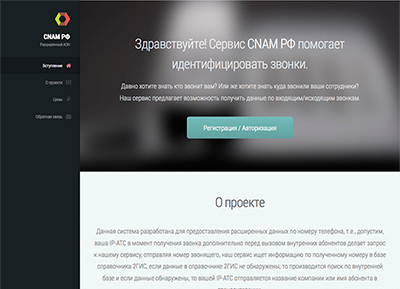 CNAM РФ
Расширенный АОН
Вступление
О проекте
Цены
Обратная связь
Здравствуйте! Сервис CNAM РФ помогает
идентифицировать звонки.
Давно хотите знать кто звонит вам? Или же хотите знать куда звонили ваши сотрудники?
Наш сервис предлагает возможность получить данные по входящим/исходящим звонкам.
Регистрация / Авторизация
О проекте
Данная система разработана для предоставления расширенных данных по номеру телефона, т.е., допустим,
ваша IP-АТС в момент получения звонка дополнительно перед вызовом внутренних абонентов делает запрос
к нашему сервису, отправляя номер звонящего, наш сервис ищет информацию по полученному номеру в базе
справочника 2ГИС, если данные в справочнике 2ГИС не обнаружены, то производится поиск по внутренней
базе и если данные обнаружены, то вашей IP-АТС отправляется название компании или имя абонента в